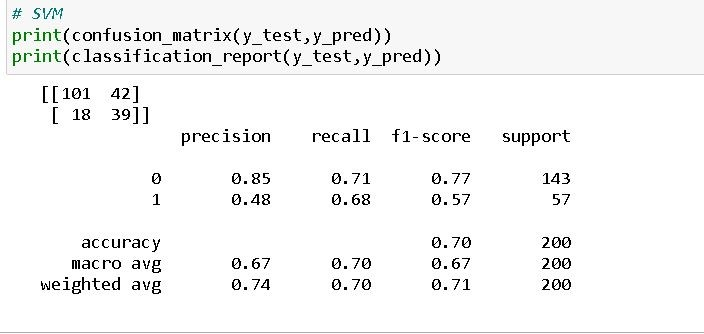 # SVM
print(confusion_matrix(y_test,y_pred))
print(classification_report(y_test,y_pred))
[[101  42]
 [ 18  39]]
              precision    recall  f1-score   support

           0       0.85      0.71      0.77       143
           1       0.48      0.68      0.57        57

    accuracy                           0.70       200
   macro avg       0.67      0.70      0.67       200
weighted avg       0.74      0.70      0.71       200